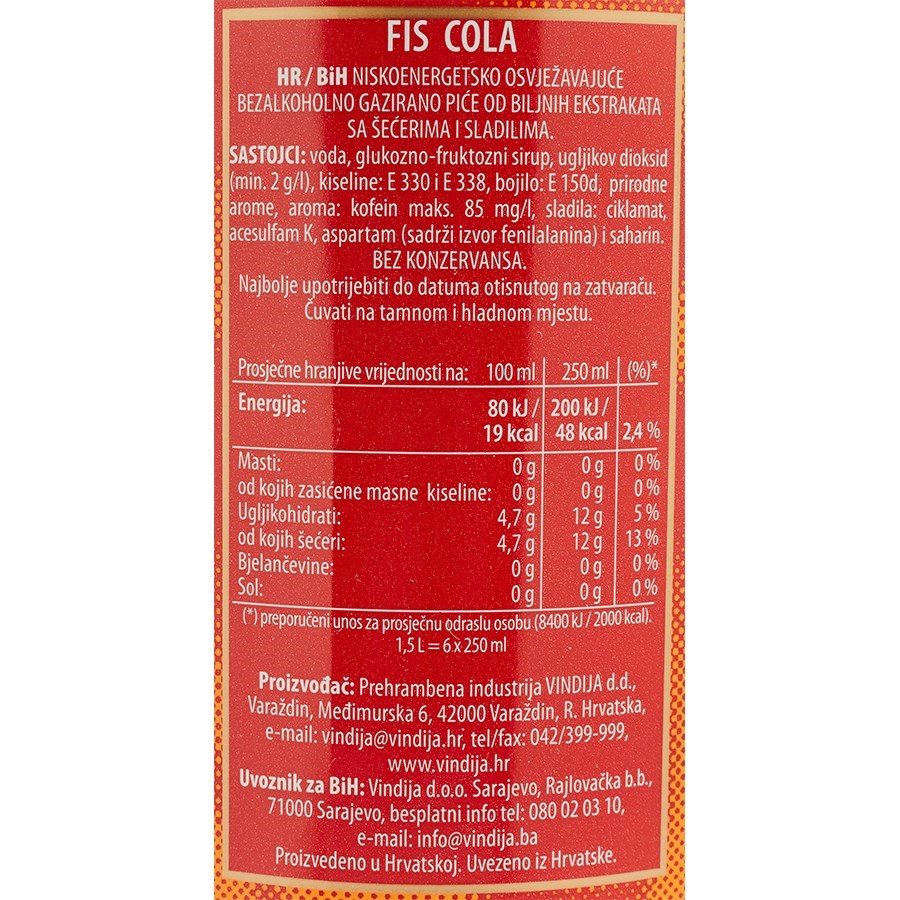 FIS COLA
HR / BiH NISKOENERGETSKO OSVJEŽAVAJUĆE
BEZALKOHOLNO GAZIRANO PIĆE OD BILJNIH EKSTRAKATA
SA ŠEĆERIMA I SLADILIMA.
SASTOJCI: voda, glukozno-fruktozni sirup, ugljikov dioksid
(min. 2 g/l), kiseline: E 330 i E 338, bojilo: E 150d, prirodne
arome, aroma: kofein maks. 85 mg/l, sladila: ciklamat,
acesulfam K, aspartam (sadrži izvor fenilalanina) i saharin.
BEZ KONZERVANSA.
Najbolje upotrijebiti do datuma otisnutog na zatvaraču.
Čuvati na tamnom i hladnom mjestu.
Prosječne hranjive vrijednosti na: 100 ml 250 ml (%)*
Energija: 80 kJ / 200 kJ /
19 kcal 48 kcal 2,4 %
Masti: 0 g 0 g 0 %
od kojih zasićene masne kiseline: 0 g 0 g 0 %
Ugljikohidrati: 4,7 g 12 g 5 %
od kojih šećeri: 4,7 g 12 g 13 %
Bjelančevine: 0 g 0 g 0 %
Sol: 0 g 0 g 0 %
(*) preporučeni unos za prosječnu odraslu osobu (8400 kJ / 2000 kcal).
1,5 L = 6 x 250 ml
Proizvođač: Prehrambena industrija VINDIJA d.d.,
Varaždin, Međimurska 6, 42000 Varaždin, R. Hrvatska,
e-mail: vindija@vindija.hr, tel/fax: 042/399-999,
www.vindija.hr
Uvoznik za BiH: Vindija d.o.o. Sarajevo, Rajlovačka b.b.,
71000 Sarajevo, besplatni info tel: 080 02 03 10,
e-mail: info@vindija.ba
Proizvedeno u Hrvatskoj. Uvezeno iz Hrvatske.